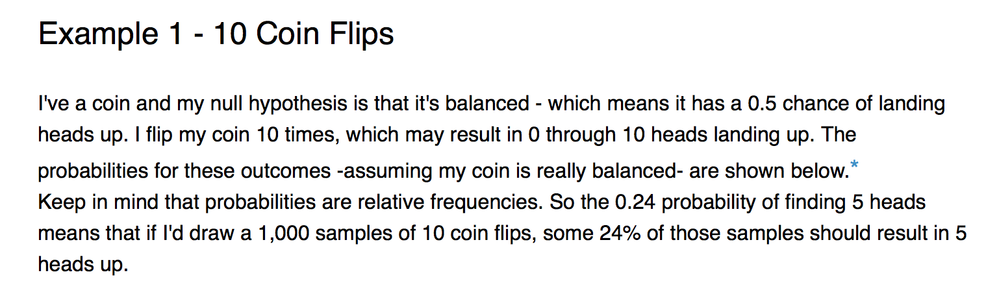 Example 1 - 10 Coin Flips
I've a coin and my null hypothesis is that it's balanced - which means it has a 0.5 chance of landing
heads up. I flip my coin 10 times, which may result in 0 through 10 heads landing up. The
probabilities for these outcomes -assuming my coin is really balanced- are shown below.*
Keep in mind that probabilities are relative frequencies. So the 0.24 probability of finding 5 heads
means that if I'd draw a 1,000 samples of 10 coin flips, some 24% of those samples should result in 5
heads up.